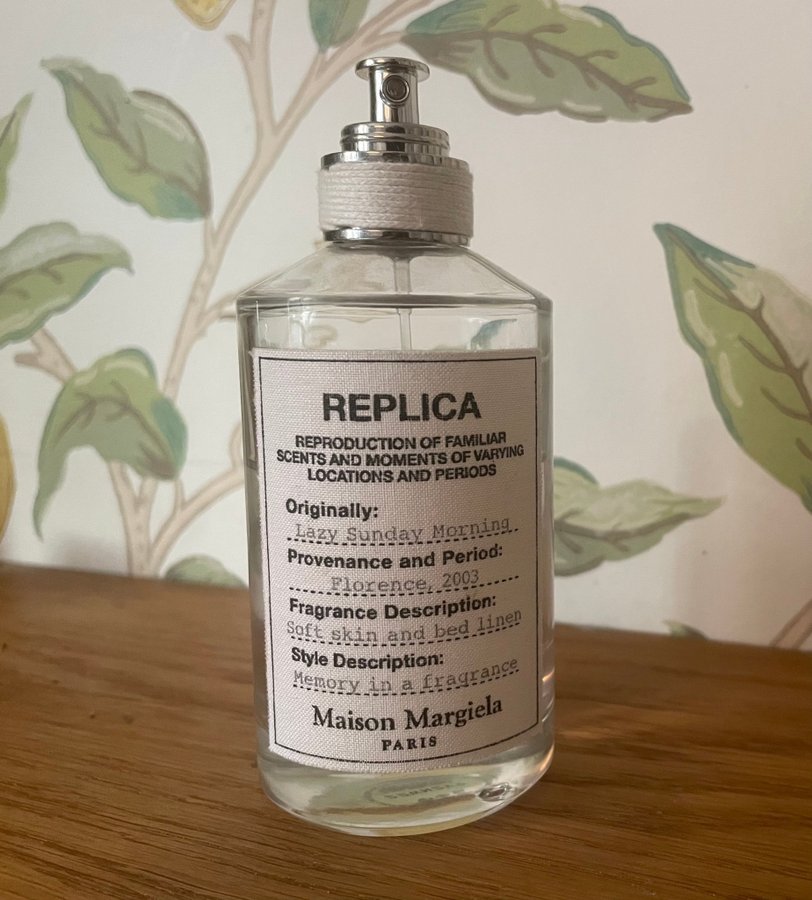 REPLICA
REPRODUCTION OF FAMILIAR
SCENTS AND MOMENTS OF VARYING
LOCATIONS AND PERIODS
Originally:
Lazy Sunday Morning
Provenance and Period:
Florence, 2003
Fragrance Description:
Soft skin and bed linen
Style Description:
Memory in a fragrance
Maison Margiela
PARIS